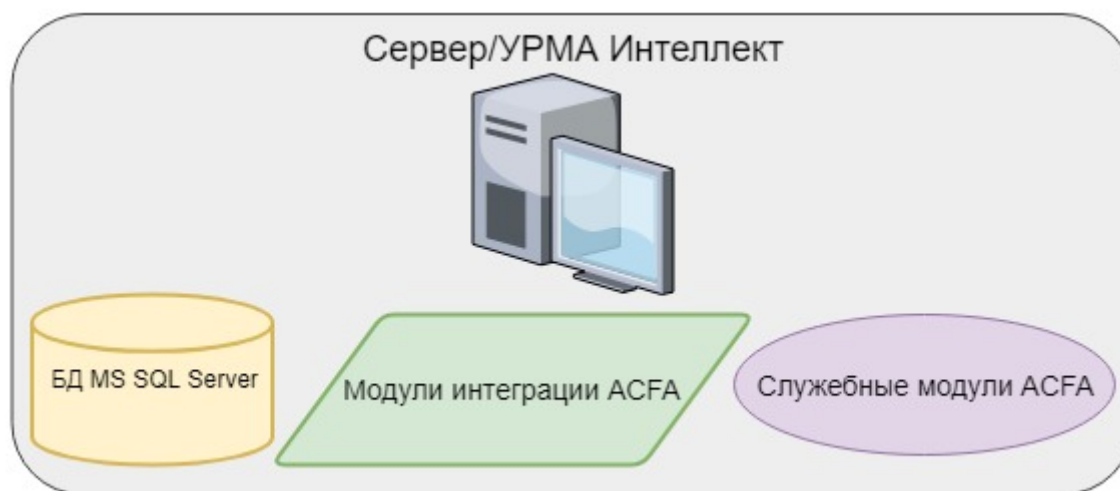 Сервер/УРМА Интеллект
БД MS SQL Server
Модули интеграции ACFA
Служебные модули ACFA